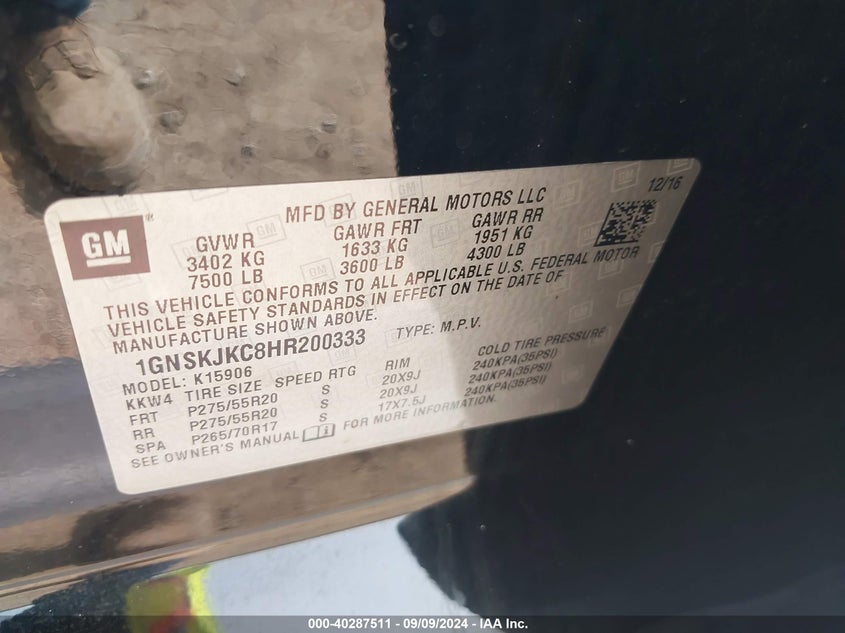 GM
®
MFD BY GENERAL MOTORS LLC
12/16
GVWR
GAWR FRT
GAWR RR
3402 KG
1633 KG
1951 KG
7500 LB
3600 LB
4300 LB
THIS VEHICLE CONFORMS TO ALL APPLICABLE U.S. FEDERAL MOTOR
VEHICLE SAFETY STANDARDS IN EFFECT ON THE DATE OF
MANUFACTURE SHOWN ABOVE.
1GNSKJKC8HR200333
TYPE: M.P.V.
MODEL: K15906
KKW4 TIRE SIZE SPEED RTG RIM COLD TIRE PRESSURE
FRT P275/55R20 S 20X9J 240KPA(35PSI)
RR P275/55R20 S 20X9J 240KPA(35PSI)
SPA P265/70R17 S 17X7.5J 240KPA(35PSI)
SEE OWNER'S MANUAL FOR MORE INFORMATION.
000-40287511 - 09/09/2024 - IAA Inc.